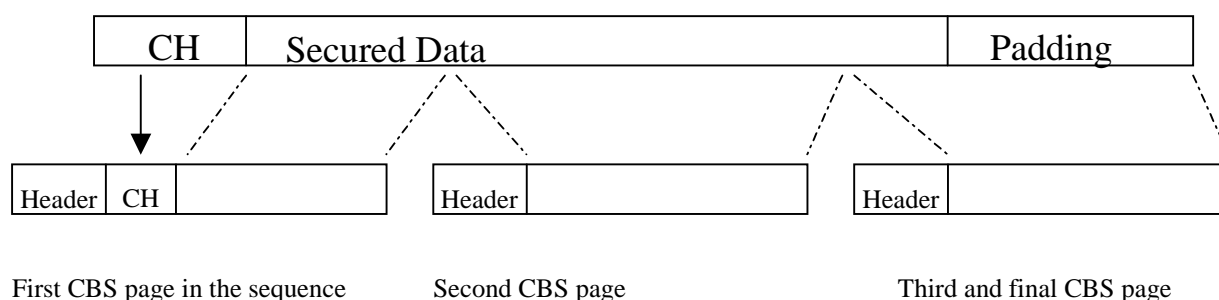 CH Secured Data Padding
Header CH Header Header
First CBS page in the sequence Second CBS page Third and final CBS page